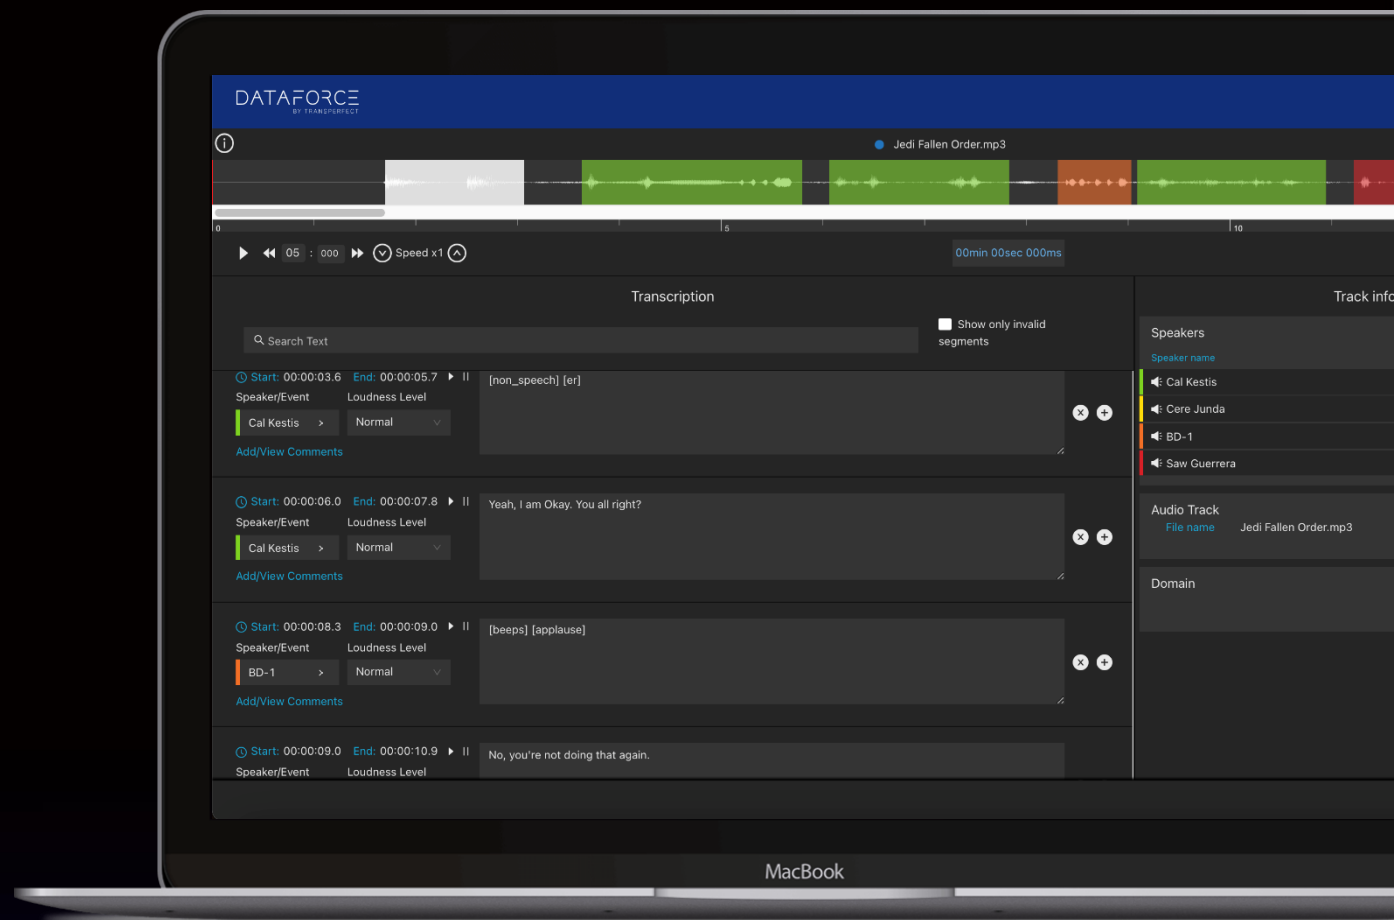 DATAFORCE
BY TRANSPERFECT
Jedi Fallen Order.mp3
0 5 10
05 : 000 Speed x1 00min 00sec 000ms
Transcription
Search Text
Show only invalid
segments
Start: 00:00:03.6 End: 00:00:05.7
Speaker/Event Loudness Level
Cal Kestis Normal
Add/View Comments
[non_speech] [er]
Start: 00:00:06.0 End: 00:00:07.8
Speaker/Event Loudness Level
Cal Kestis Normal
Add/View Comments
Yeah, I am Okay. You all right?
Start: 00:00:08.3 End: 00:00:09.0
Speaker/Event Loudness Level
BD-1 Normal
Add/View Comments
[beeps] [applause]
Start: 00:00:09.0 End: 00:00:10.9
Speaker/Event Loudness Level
No, you're not doing that again.
Track info
Speakers
Speaker name
Cal Kestis
Cere Junda
BD-1
Saw Guerrera
Audio Track
File name Jedi Fallen Order.mp3
Domain
MacBook